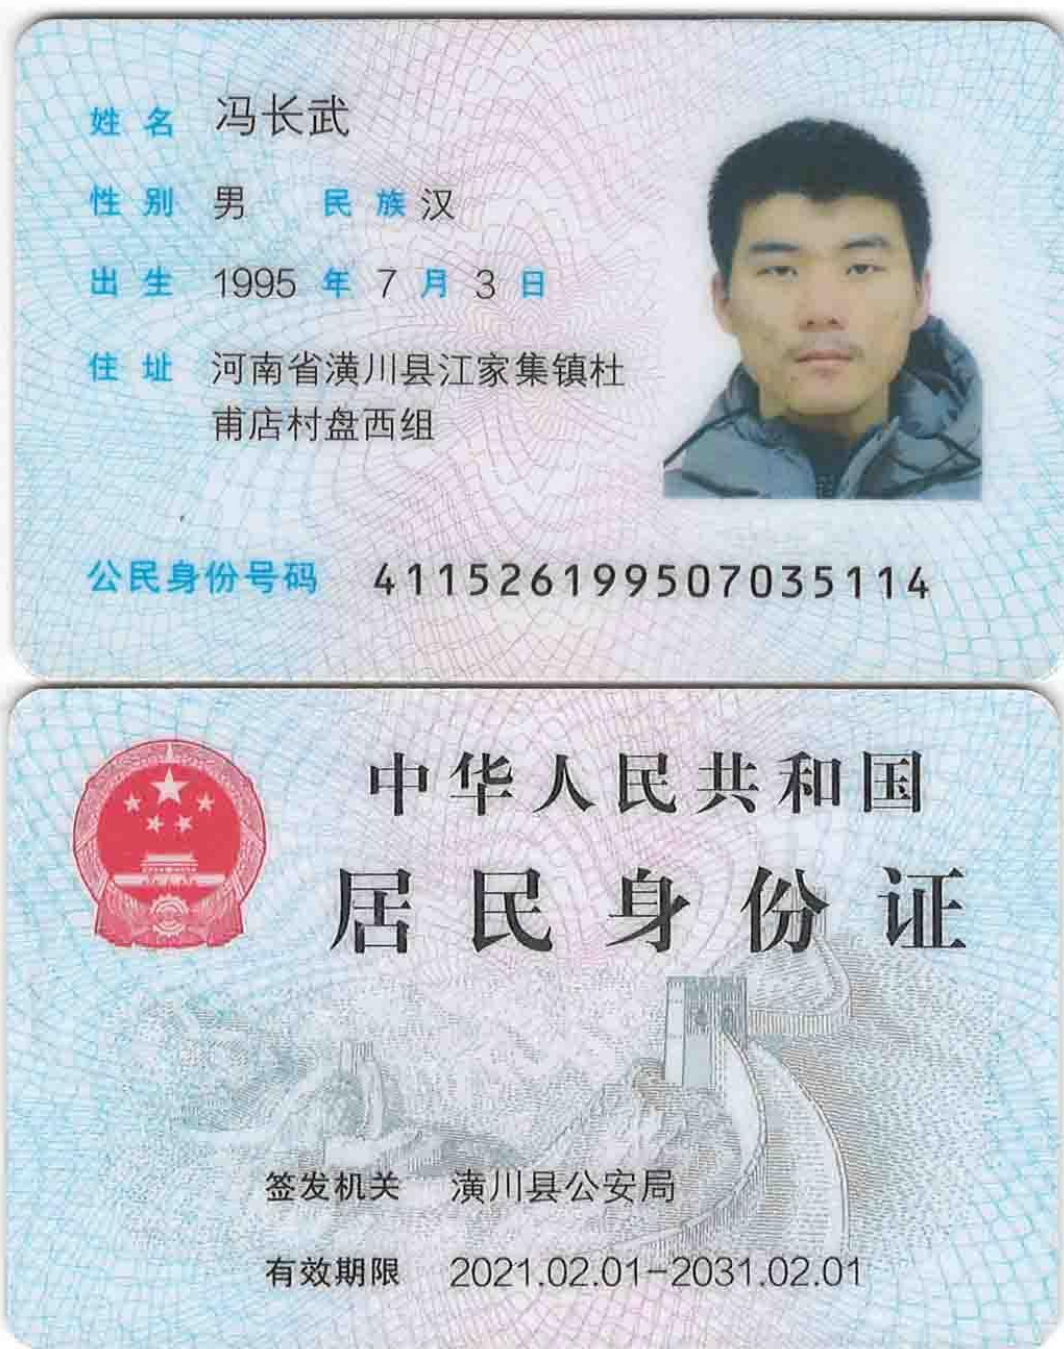 姓名 冯长武
性别 男 民族 汉
出生 1995 年 7 月 3 日
住址 河南省潢川县江家集镇杜
甫店村盘西组
公民身份号码 411526199507035114
中华人民共和国
居民身份证
签发机关 潢川县公安局
有效期限 2021.02.01-2031.02.01